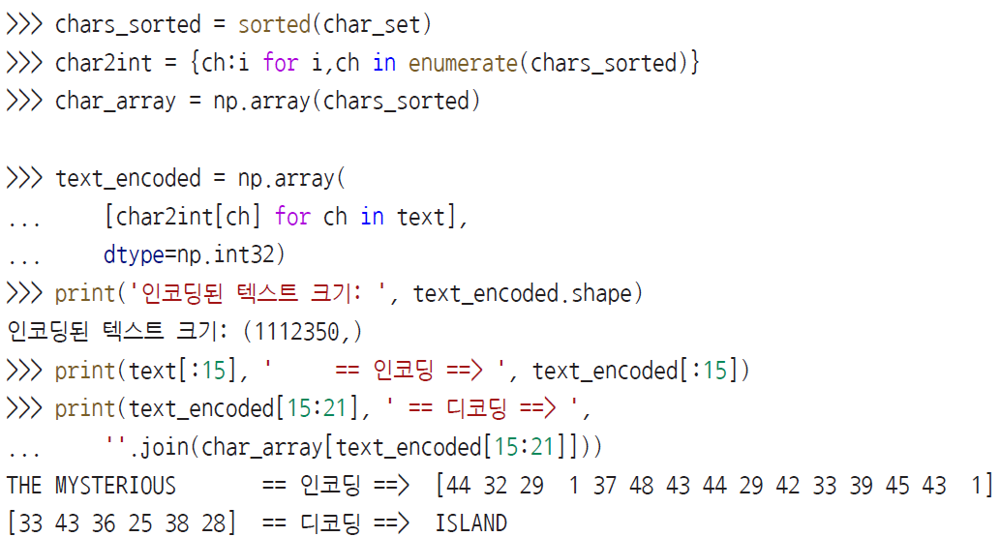 >>> chars_sorted = sorted(char_set)
>>> char2int = {ch:i for i,ch in enumerate(chars_sorted)}
>>> char_array = np.array(chars_sorted)
>>> text_encoded = np.array(
...     [char2int[ch] for ch in text],
...     dtype=np.int32)
>>> print('인코딩된 텍스트 크기: ', text_encoded.shape)
인코딩된 텍스트 크기: (1112350,)
>>> print(text[:15], '     == 인코딩 ==> ', text_encoded[:15])
>>> print(text_encoded[15:21], ' == 디코딩 ==> ',
...     ''.join(char_array[text_encoded[15:21]]))
THE MYSTERIOUS       == 인코딩 ==>  [44 32 29  1 37 48 43 44 29 42 33 39 45 43  1]
[33 43 36 25 38 28]  == 디코딩 ==>  ISLAND